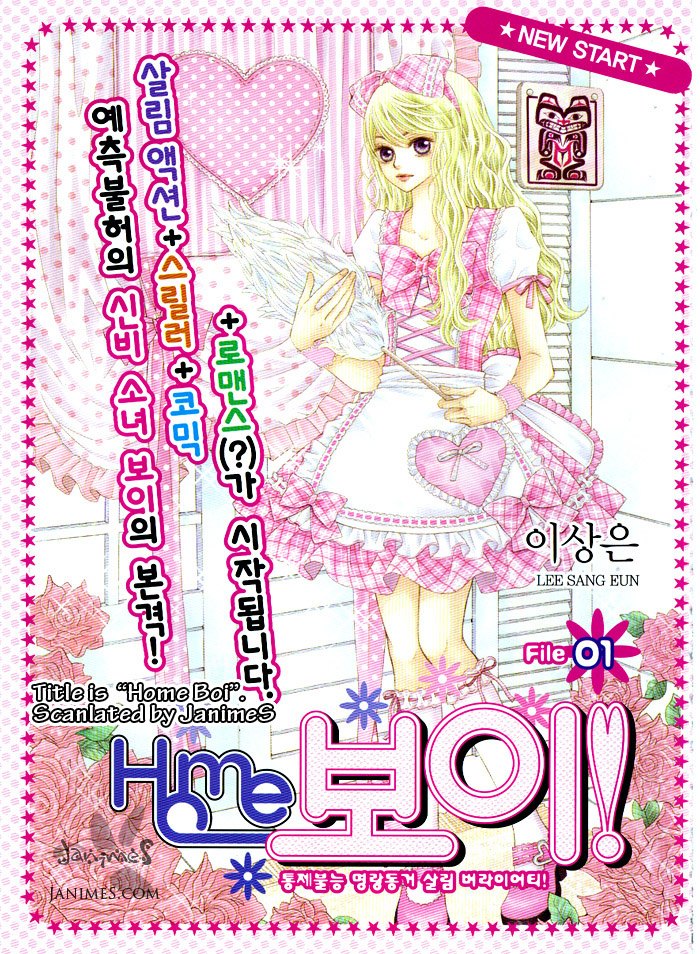 ★NEW START★
예측불허의 신비 소녀 보이의 본격!
살림 액션+스릴러+코믹
+로맨스(?)가 시작됩니다.
이상은
LEE SANG EUN
File 01
Title is "Home Boi".
Scanlated by JanimeS
Home 보이!
통제불능 명랑동거 살림 버라이어티!
janimeS
JANIMES.COM